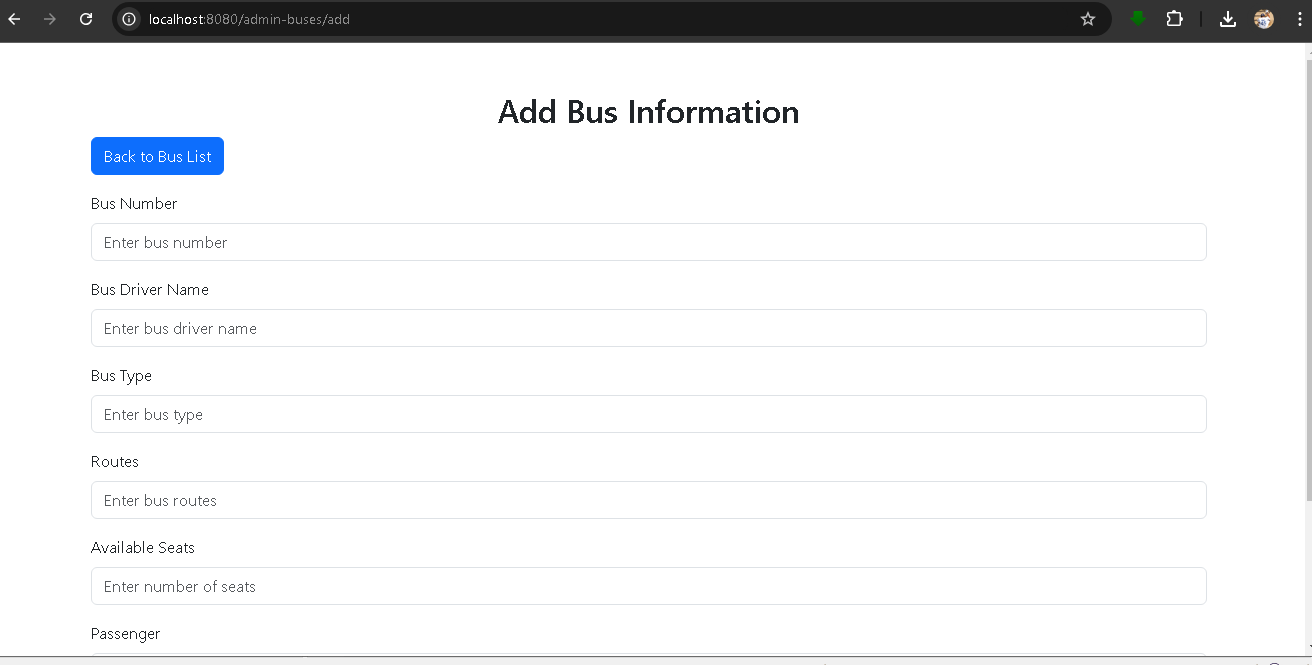 localhost:8080/admin-buses/add
Add Bus Information
Back to Bus List
Bus Number
Enter bus number
Bus Driver Name
Enter bus driver name
Bus Type
Enter bus type
Routes
Enter bus routes
Available Seats
Enter number of seats
Passenger